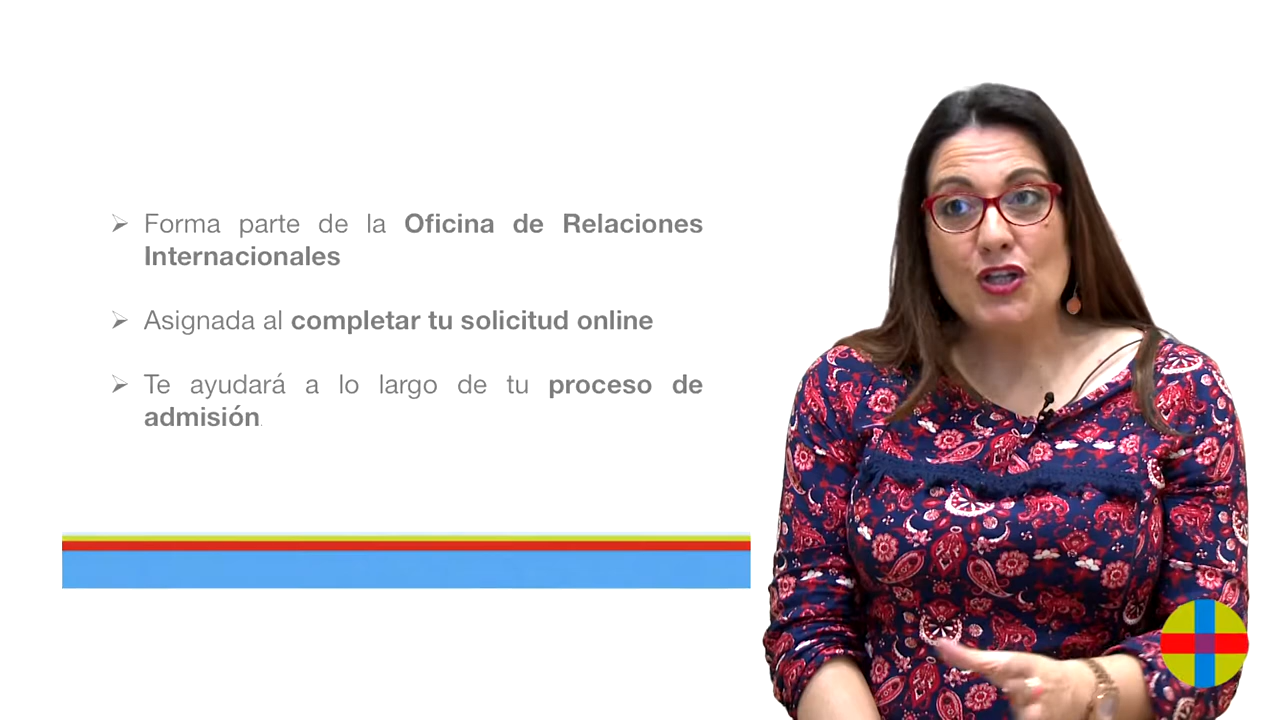 Forma parte de la Oficina de Relaciones
Internacionales
Asignada al completar tu solicitud online
Te ayudará a lo largo de tu proceso de
admisión.